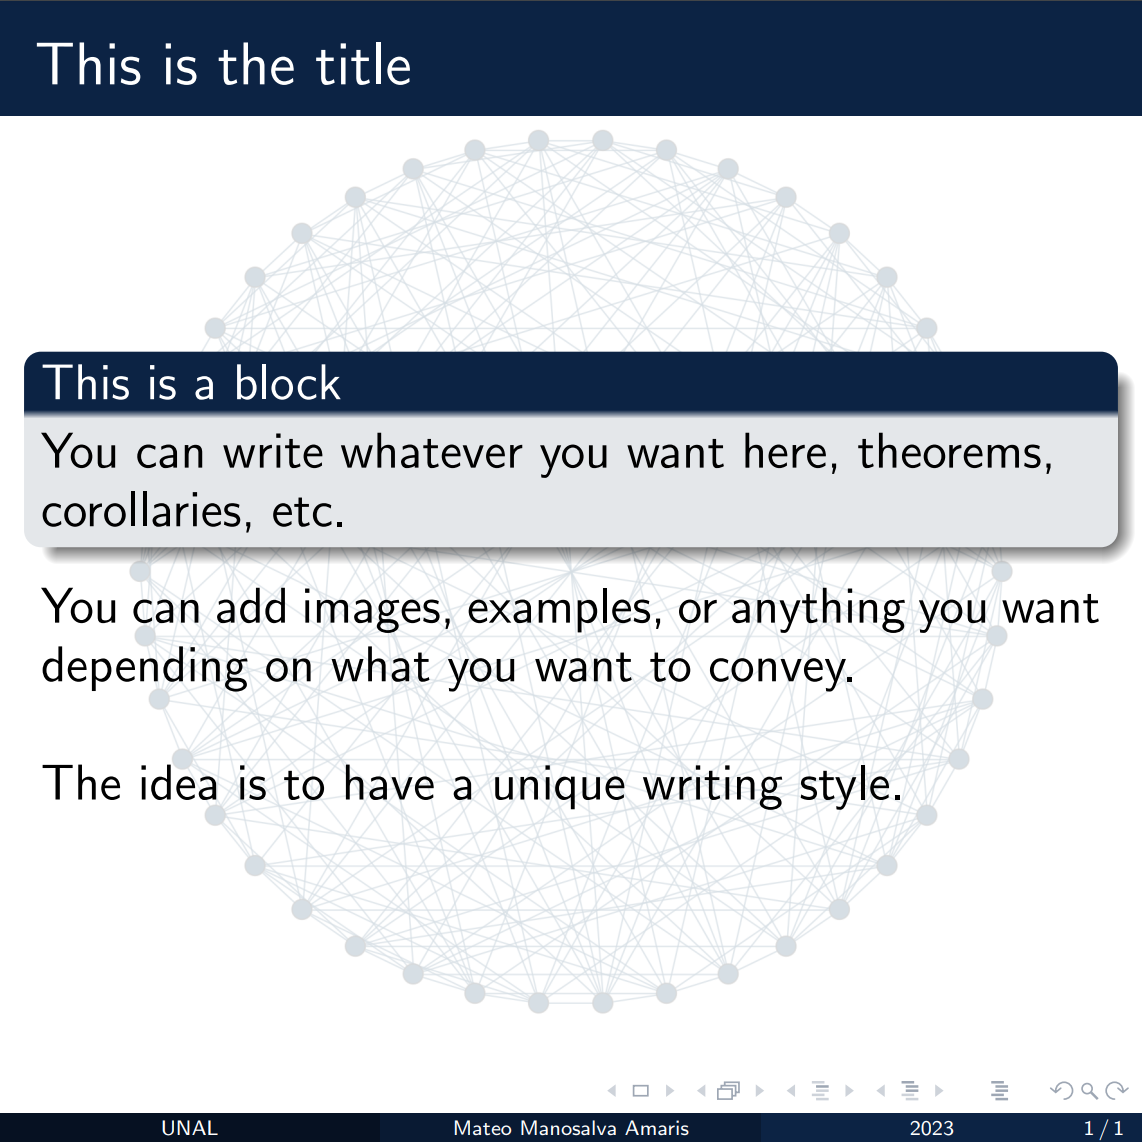 This is the title
This is a block
You can write whatever you want here, theorems,
corollaries, etc.
You can add images, examples, or anything you want
depending on what you want to convey.
The idea is to have a unique writing style.
UNAL
Mateo Manosalva Amaris
2023
1 / 1